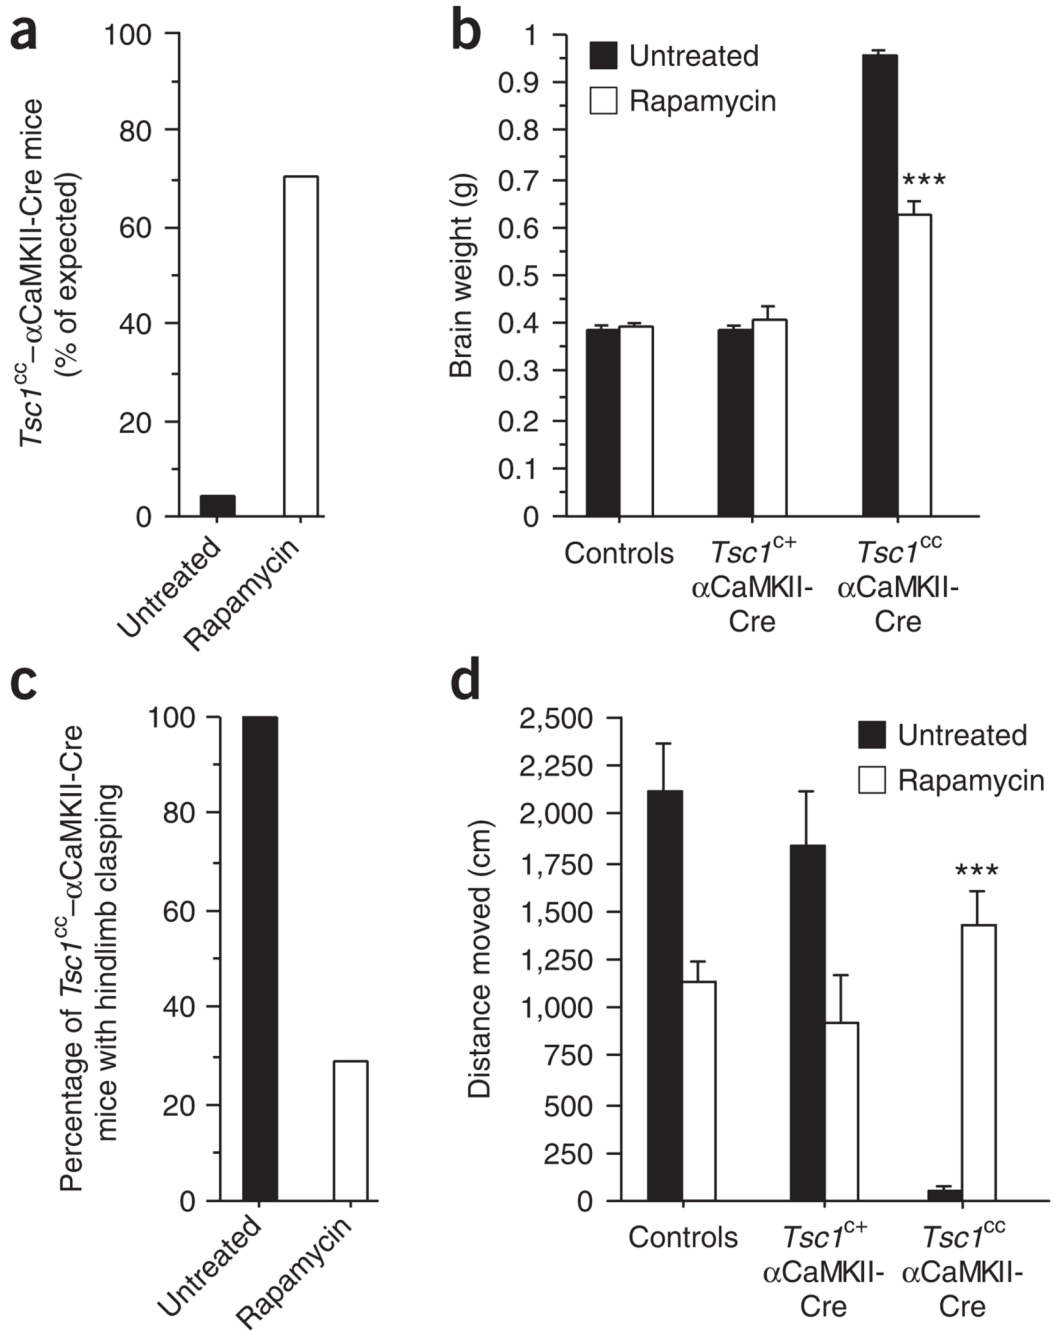 a
Tsc1cc–αCaMKII-Cre mice
(% of expected)
100
80
60
40
20
0
Untreated
Rapamycin
b
Brain weight (g)
1
0.9
0.8
0.7
0.6
0.5
0.4
0.3
0.2
0.1
0
Untreated
Rapamycin
***
Controls
Tsc1c+
αCaMKII-
Cre
Tsc1cc
αCaMKII-
Cre
c
Percentage of Tsc1cc–αCaMKII-Cre
mice with hindlimb clasping
100
80
60
40
20
0
Untreated
Rapamycin
d
Distance moved (cm)
2,500
2,250
2,000
1,750
1,500
1,250
1,000
750
500
250
0
Untreated
Rapamycin
***
Controls
Tsc1c+
αCaMKII-
Cre
Tsc1cc
αCaMKII-
Cre